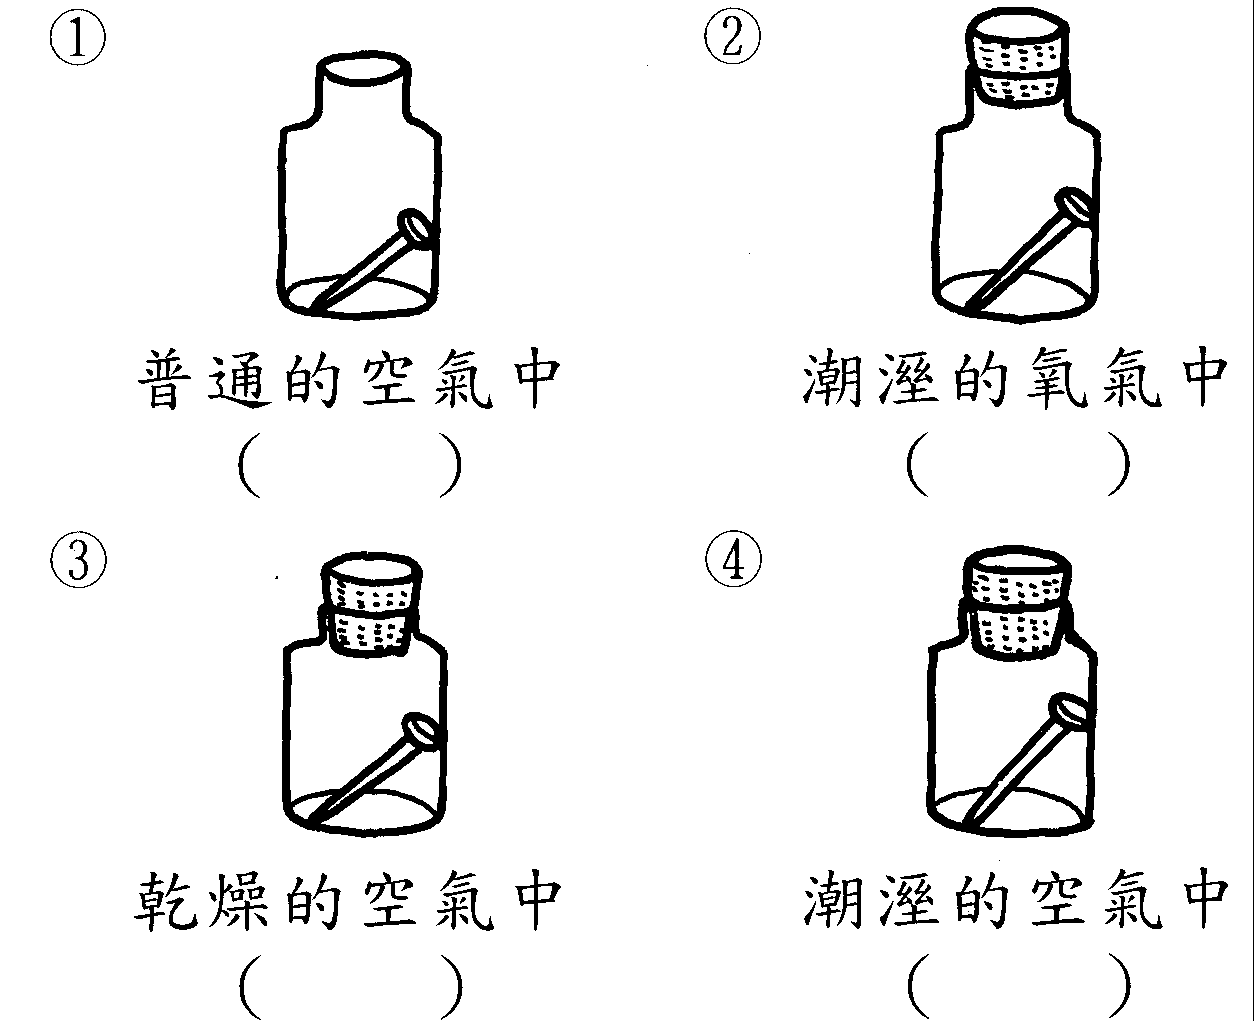 ①
②
普通的空氣中
潮溼的氧氣中
(　　　)
(　　　)
③
④
乾燥的空氣中
潮溼的空氣中
(　　　)
(　　　)